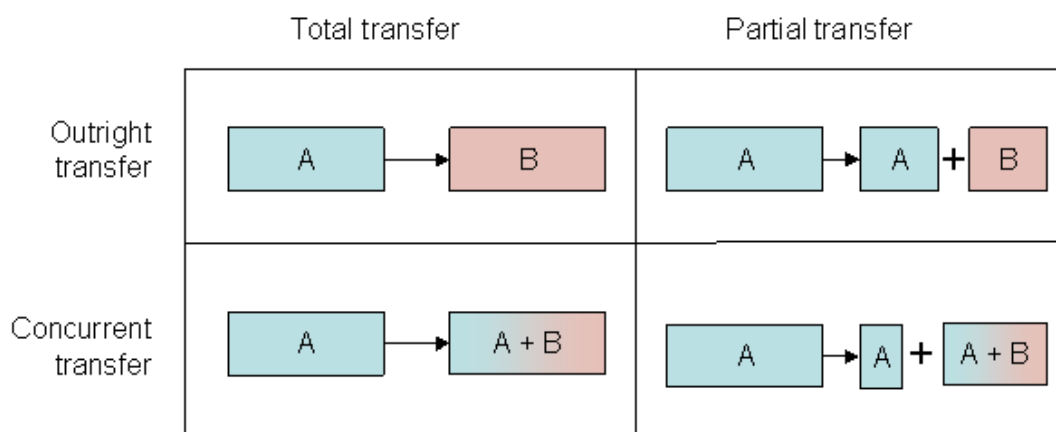 Total transfer Partial transfer
Outright
transfer
A B A A + B
Concurrent
transfer
A A + B A A + A + B